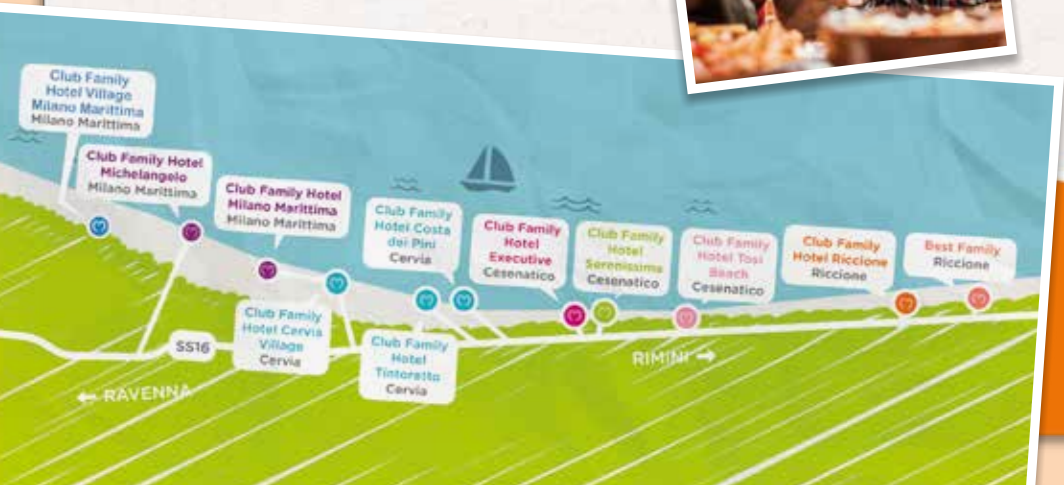 Club Family
Hotel Village
Milano Marittima
Milano Marittima
Club Family Hotel
Michelangelo
Milano Marittima
Club Family Hotel
Milano Marittima
Milano Marittima
Club Family
Hotel Costa
dei Pini
Cervia
Club Family
Hotel
Executive
Cesenatico
Club Family
Hotel
Serenissima
Cesenatico
Club Family
Hotel Tosi
Beach
Cesenatico
Club Family
Hotel Riccione
Riccione
Best Family
Riccione
Club Family
Hotel Cervia
Village
Cervia
Club Family
Hotel
Tintoretto
Cervia
SS16
RIMINI →
← RAVENNA